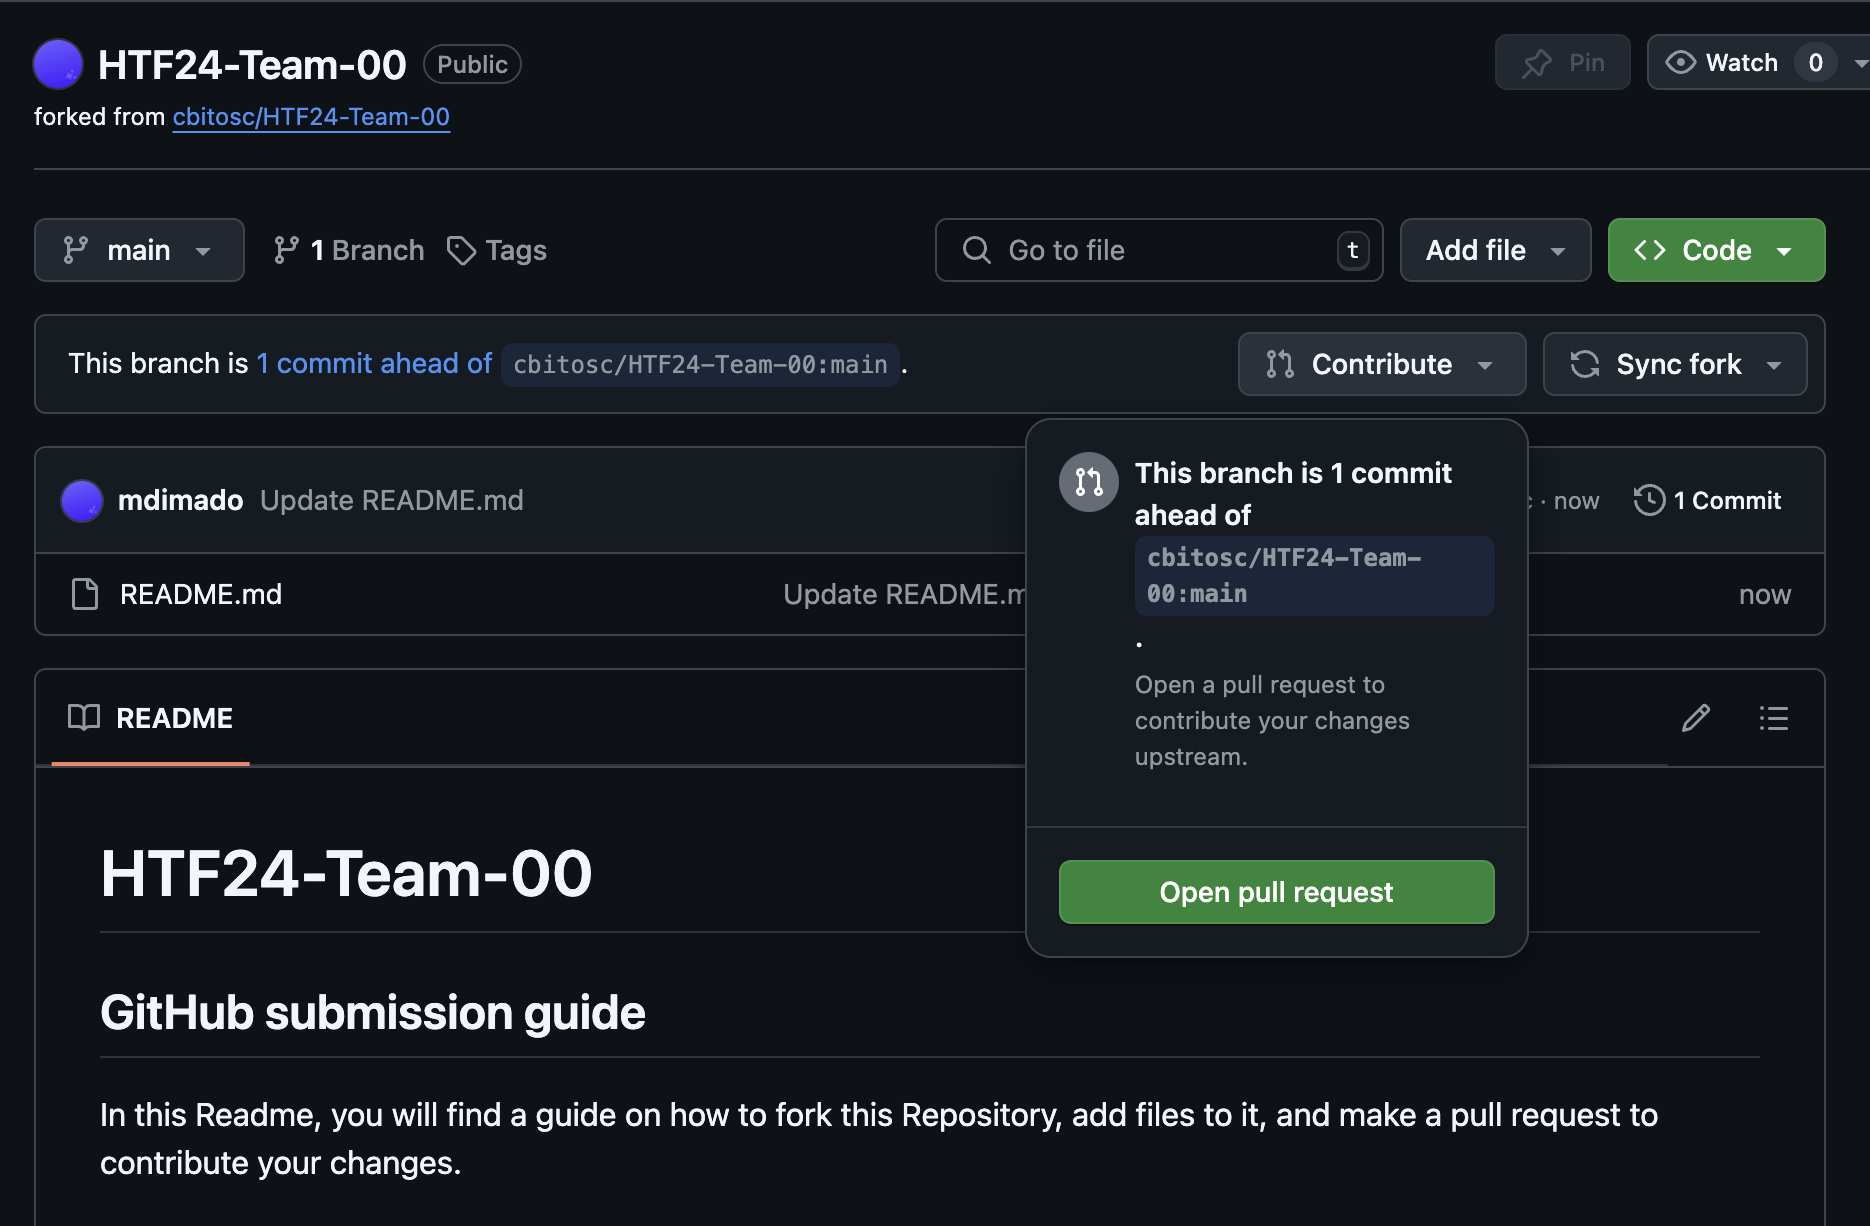 HTF24-Team-00 Public
Pin
Watch 0
forked from cbitosc/HTF24-Team-00
main
1 Branch
Tags
Go to file t
Add file
Code
This branch is 1 commit ahead of cbitosc/HTF24-Team-00:main .
Contribute
Sync fork
mdimado Update README.md
· now
1 Commit
README.md
Update README.m
now
This branch is 1 commit
ahead of
cbitosc/HTF24-Team-
00:main
.
Open a pull request to
contribute your changes
upstream.
Open pull request
README
HTF24-Team-00
GitHub submission guide
In this Readme, you will find a guide on how to fork this Repository, add files to it, and make a pull request to
contribute your changes.